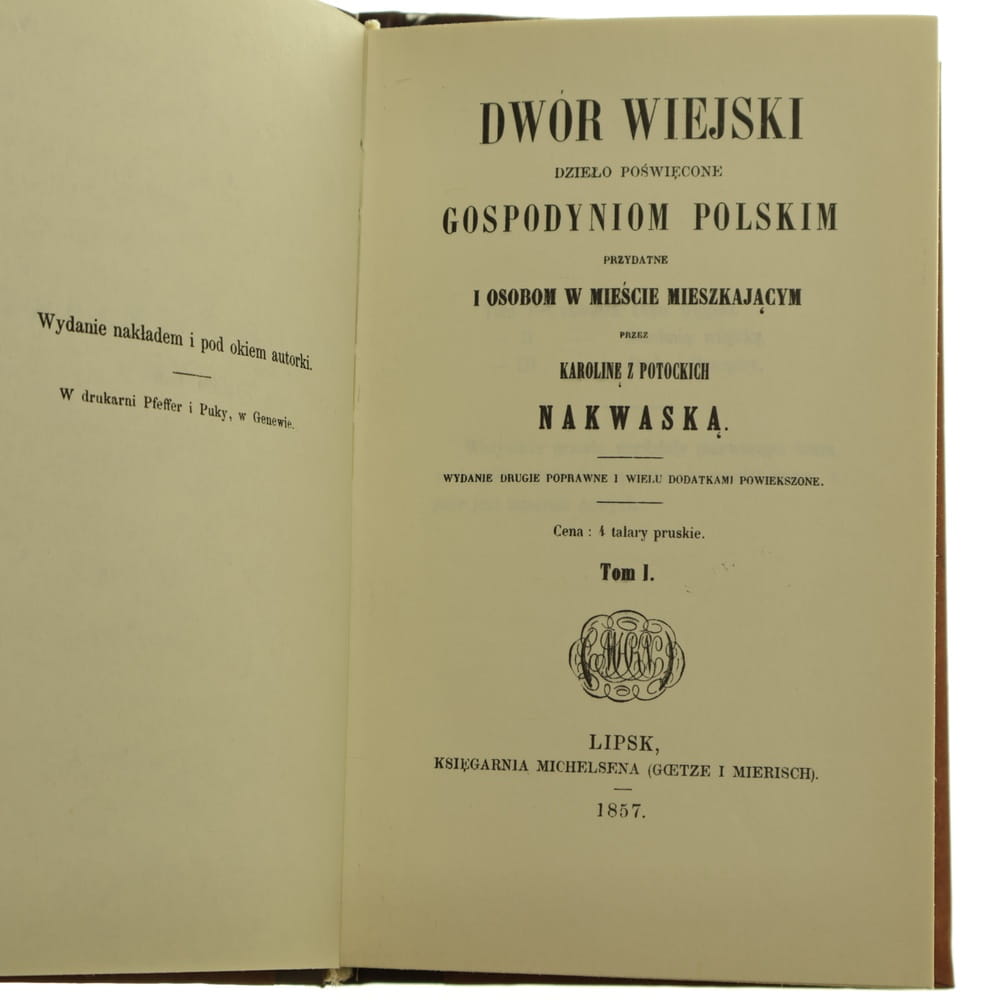 Wydanie nakładem i pod okiem autorki.
W drukarni Pfeffer i Puky, w Genewie.
DWÓR WIEJSKI
DZIEŁO POŚWIĘCONE
GOSPODYNIOM POLSKIM
PRZYDATNE
I OSOBOM W MIEŚCIE MIESZKAJĄCYM
PRZEZ
KAROLINĘ Z POTOCKICH
NAKWASKĄ.
WYDANIE DRUGIE POPRAWNE I WIELU DODATKAMI POWIEKSZONE.
Cena : 4 talary pruskie.
Tom I.
LIPSK,
KSIĘGARNIA MICHELSENA (GŒTZE I MIERISCH).
1857.